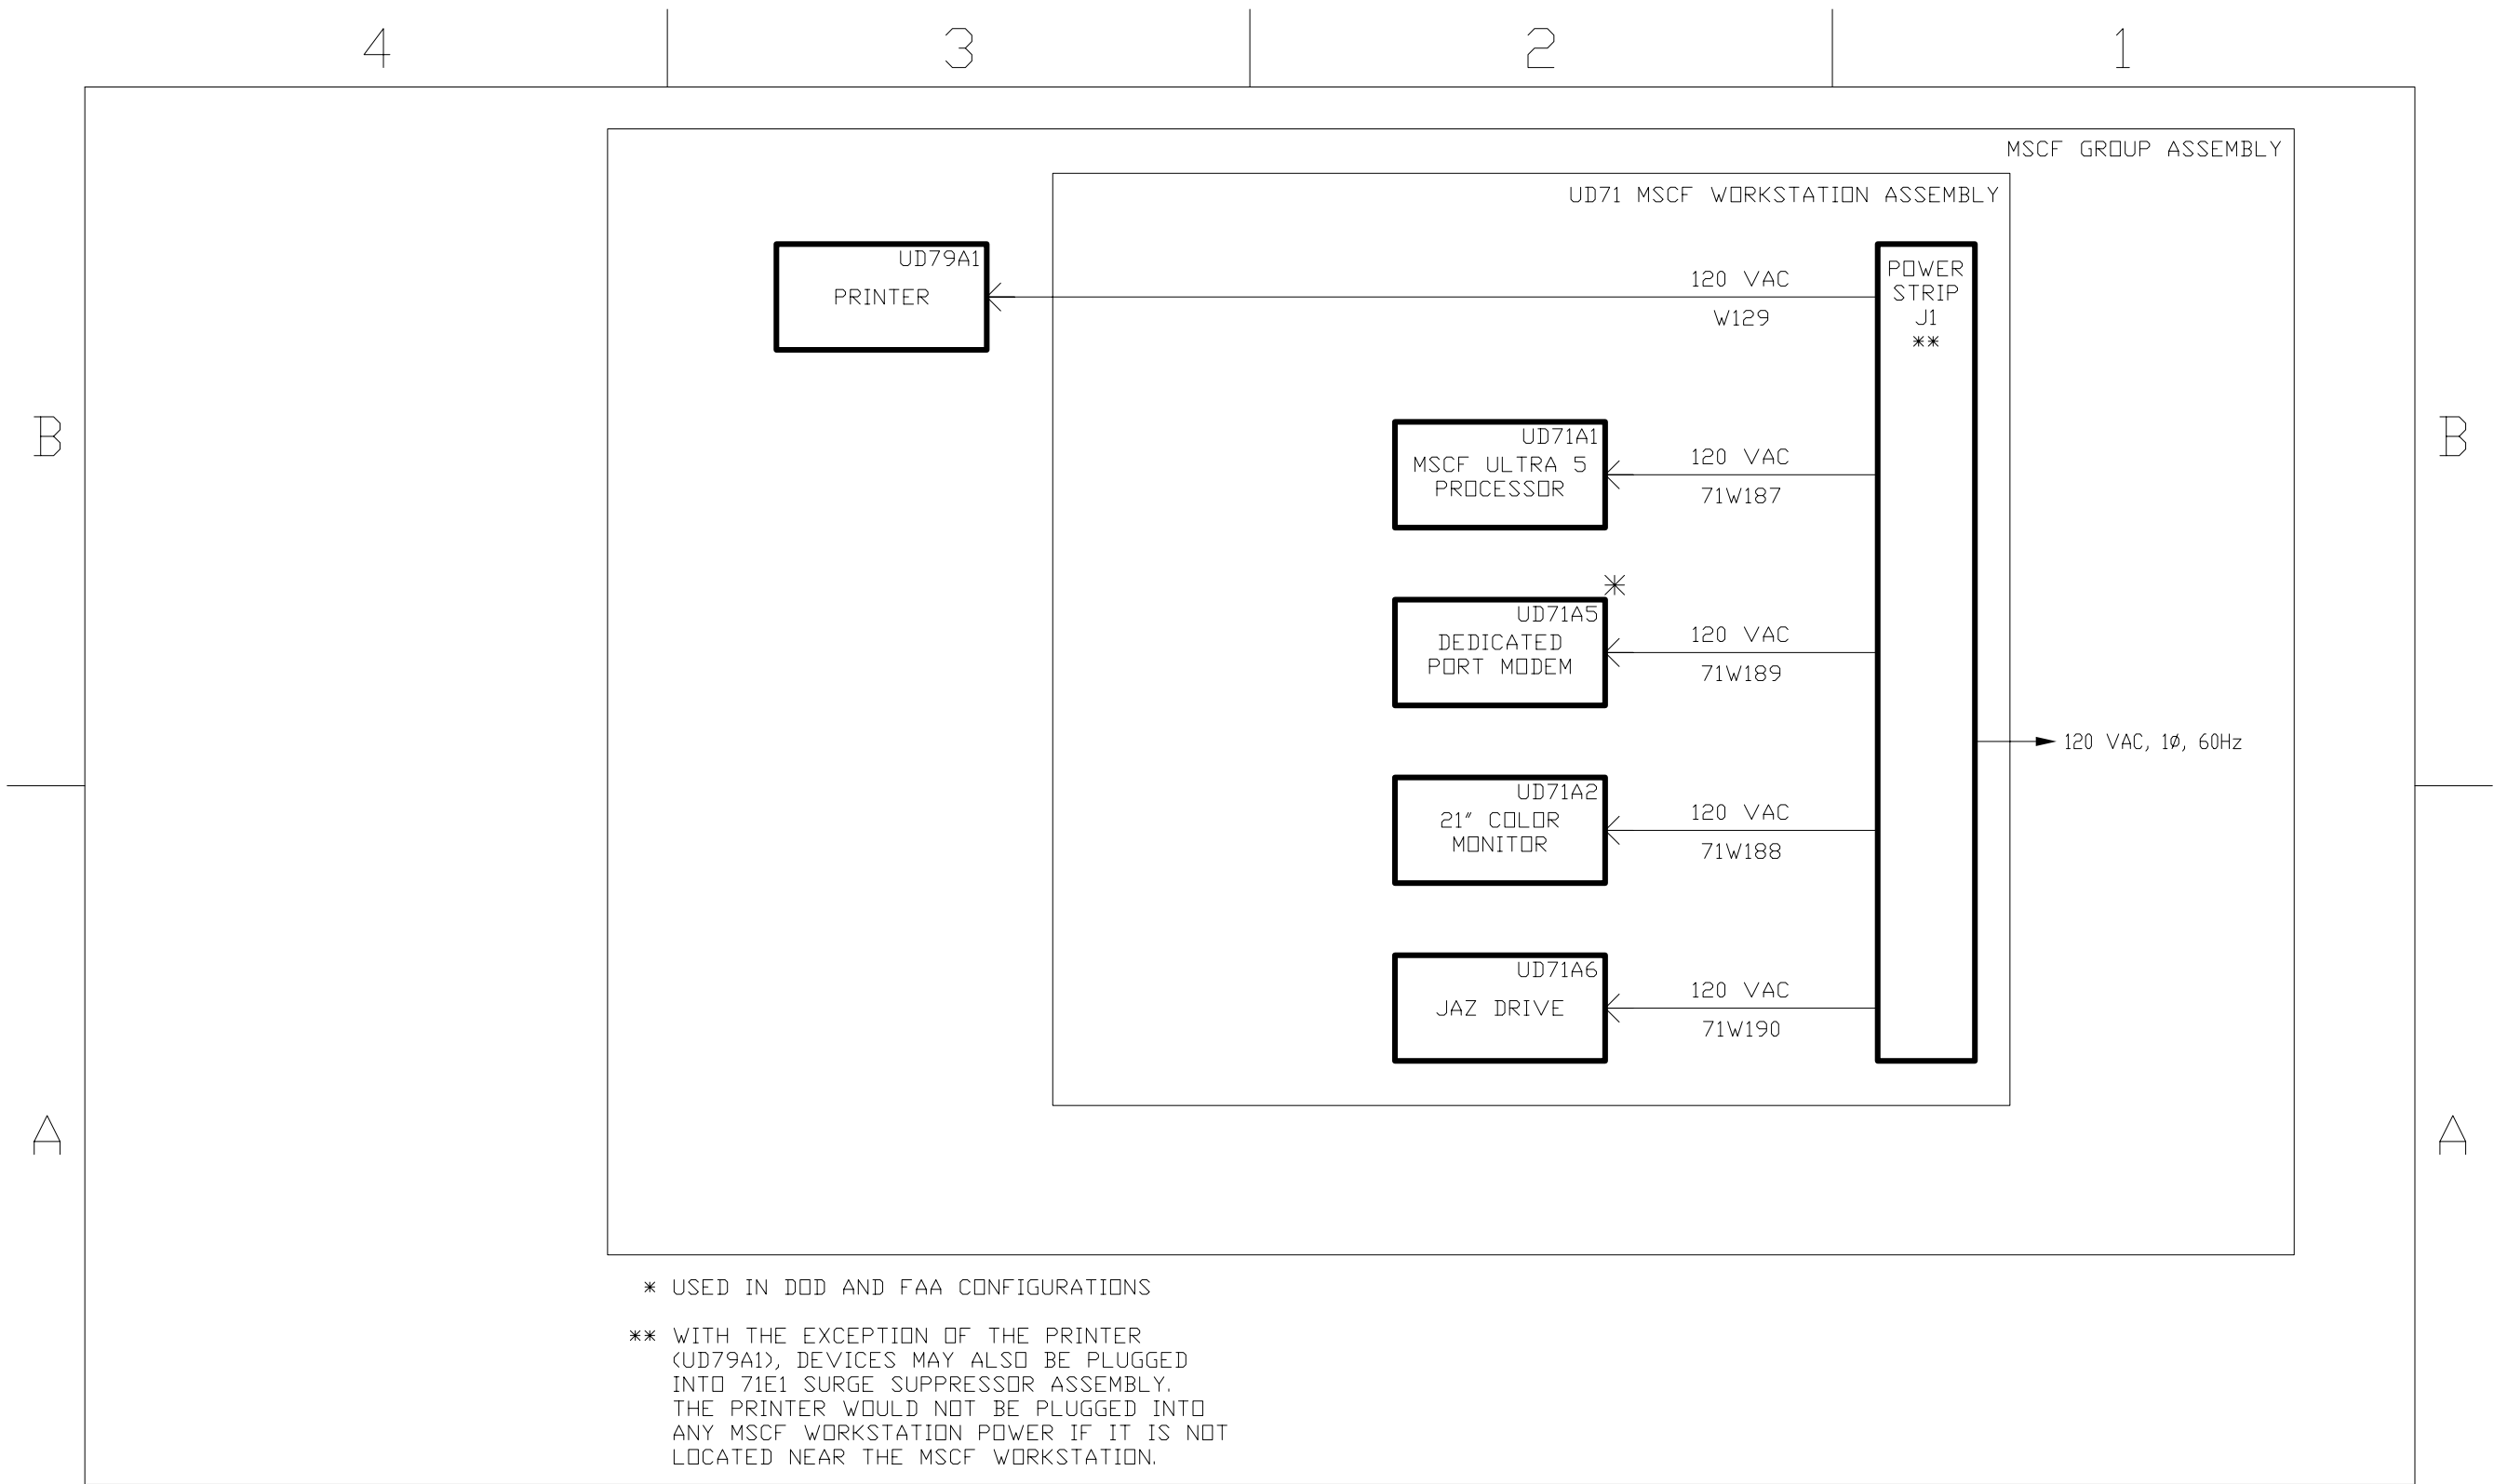 4 3 2 1
MSCF GROUP ASSEMBLY
UD71 MSCF WORKSTATION ASSEMBLY
UD79A1
PRINTER
120 VAC
W129
POWER
STRIP
J1
**
B
B
UD71A1
MSCF ULTRA 5
PROCESSOR
120 VAC
71W187
*
UD71A5
DEDICATED
PORT MODEM
120 VAC
71W189
120 VAC, 1Ø, 60Hz
UD71A2
21" COLOR
MONITOR
120 VAC
71W188
UD71A6
JAZ DRIVE
120 VAC
71W190
A
A
* USED IN DOD AND FAA CONFIGURATIONS
** WITH THE EXCEPTION OF THE PRINTER
(UD79A1), DEVICES MAY ALSO BE PLUGGED
INTO 71E1 SURGE SUPPRESSOR ASSEMBLY.
THE PRINTER WOULD NOT BE PLUGGED INTO
ANY MSCF WORKSTATION POWER IF IT IS NOT
LOCATED NEAR THE MSCF WORKSTATION.